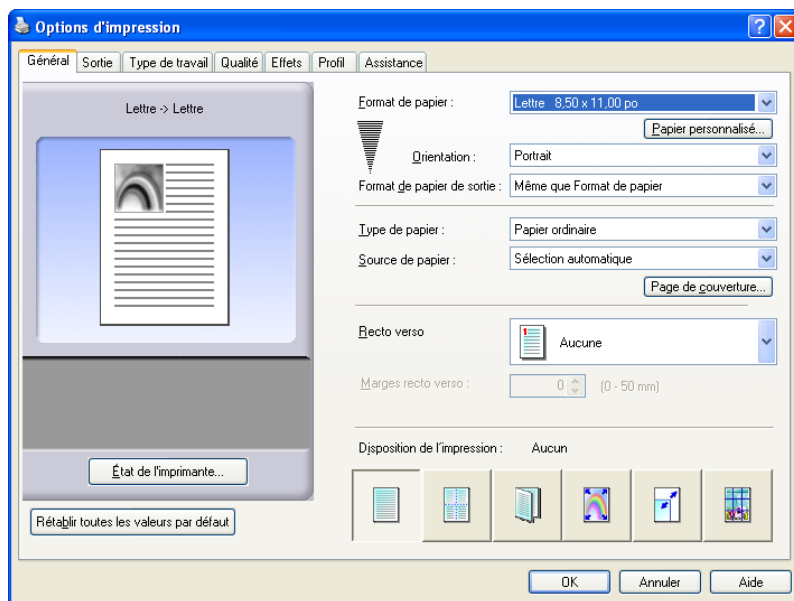 Options d'impression
Général Sortie Type de travail Qualité Effets Profil Assistance
Lettre -> Lettre
État de l'imprimante...
Rétablir toutes les valeurs par défaut
Format de papier : Lettre 8,50 x 11,00 po
Papier personnalisé...
Orientation : Portrait
Format de papier de sortie : Même que Format de papier
Type de papier : Papier ordinaire
Source de papier : Sélection automatique
Page de couverture...
Recto verso 1 Aucune
Marges recto verso : 0 (0 - 50 mm)
Disposition de l'impression : Aucun
OK Annuler Aide